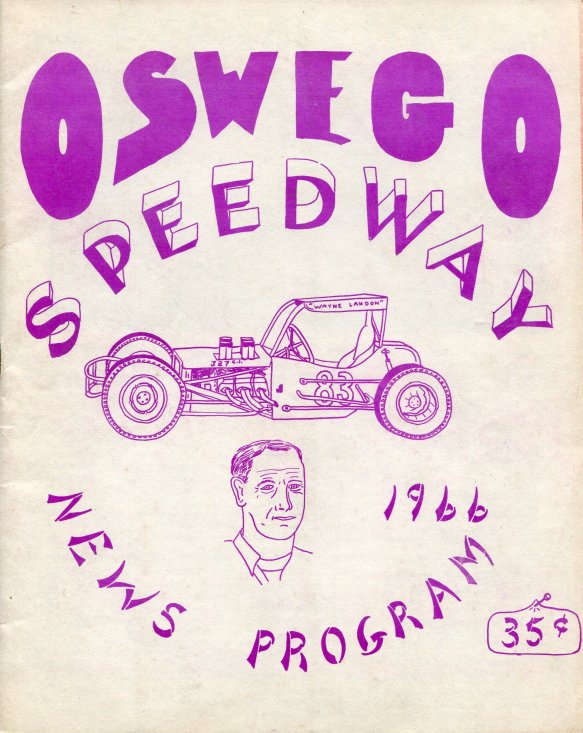 OSWEGO
SPEEDWAY
"WAYNE LANDON"
327 C.I.
83
1966
NEWS PROGRAM
35¢